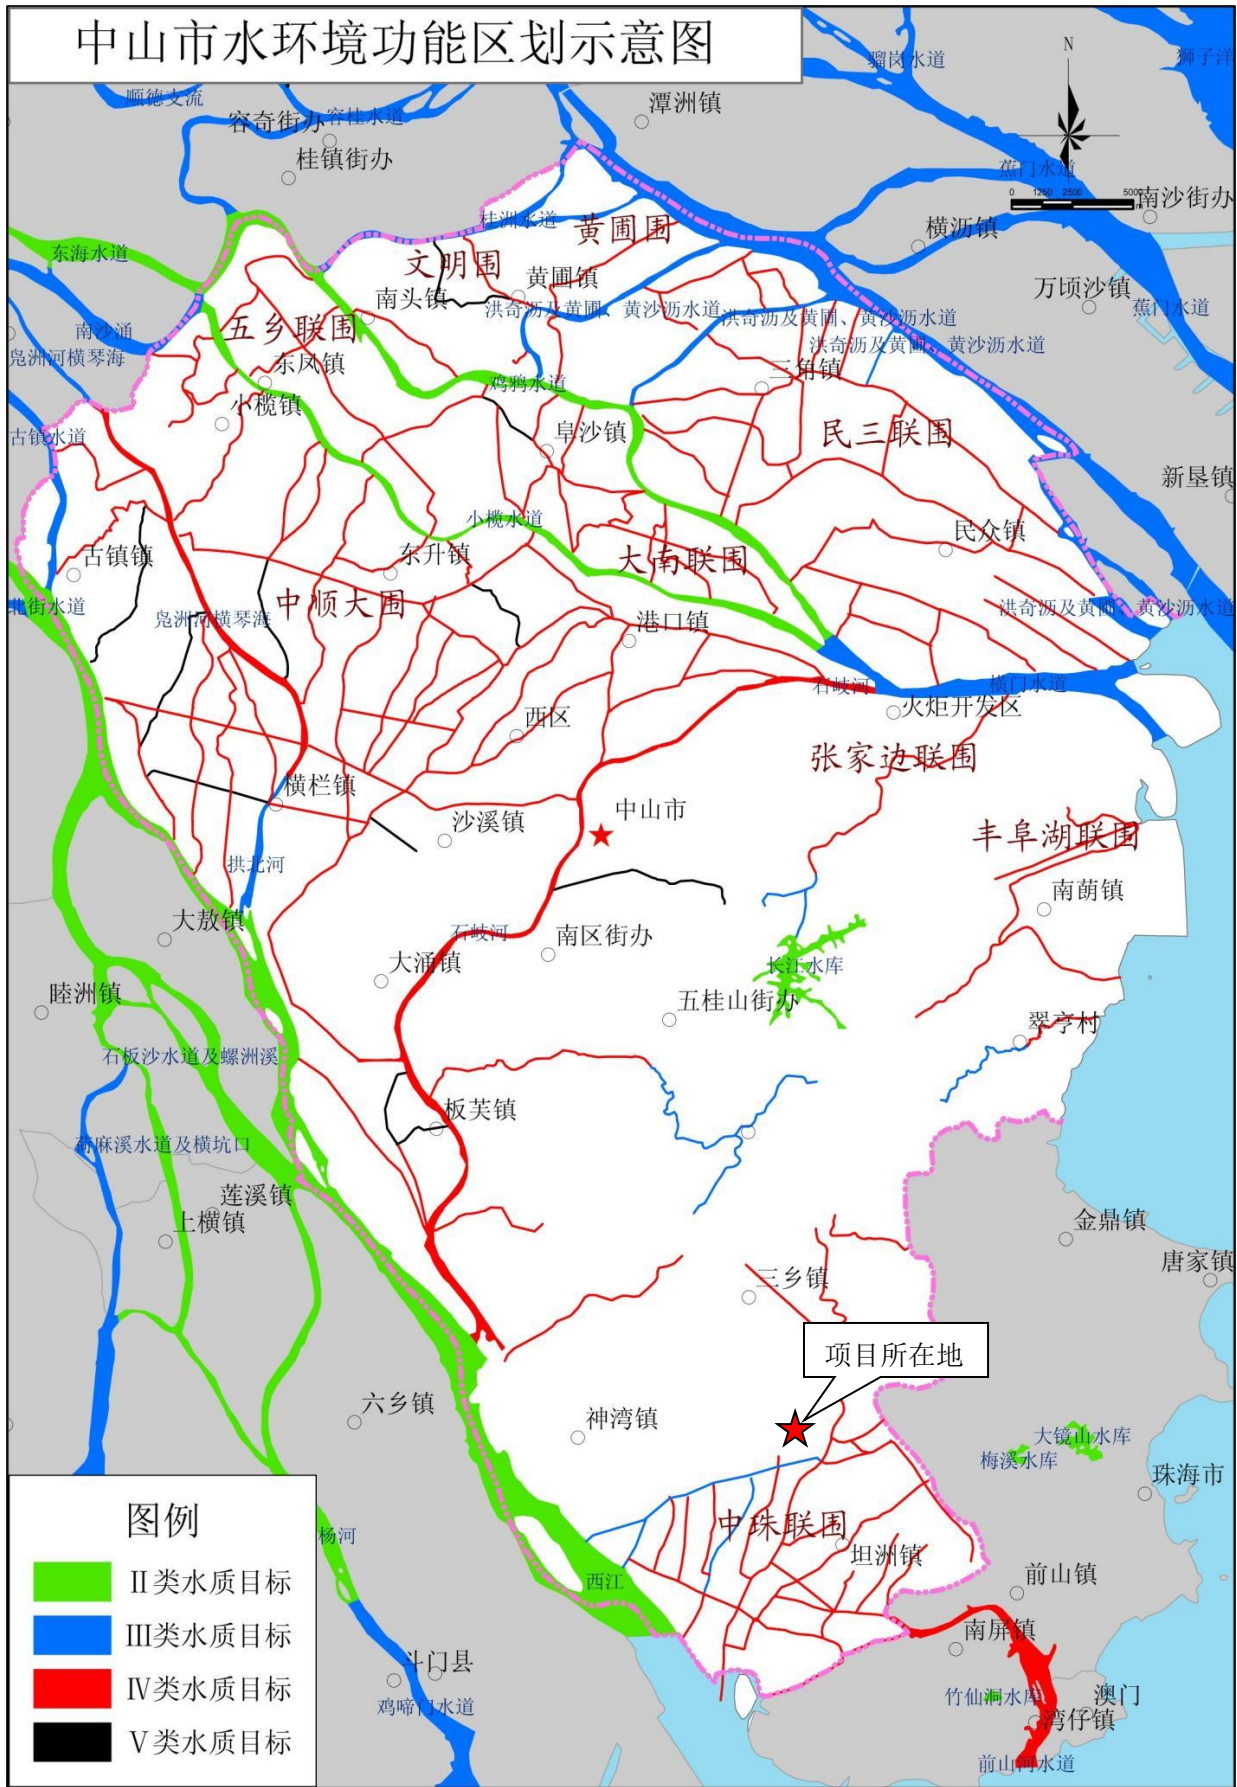 中山市水环境功能区划示意图
骝岗水道
狮子洋
N
顺德支流
容奇街办
容桂水道
潭洲镇
桂镇街办
蕉门水道
0 1250 2500 5000
南沙街办
桂洲水道
黄圃围
横沥镇
东海水道
文明围
黄圃镇
南头镇
万顷沙镇
洪奇沥及黄圃、黄沙沥水道
洪奇沥及黄圃、黄沙沥水道
蕉门水道
南沙涌
五乡联围
洪奇沥及黄圃、黄沙沥水道
凫洲河横琴海
东凤镇
三角镇
鸡鸦水道
小榄镇
古镇水道
阜沙镇
民三联围
新垦镇
小榄水道
民众镇
古镇镇
东升镇
大南联围
北街水道
凫洲河横琴海
中顺大围
洪奇沥及黄圃、黄沙沥水道
港口镇
石岐河
横门水道
西区
火炬开发区
张家边联围
横栏镇
中山市
沙溪镇
丰阜湖联围
拱北河
南蓢镇
大敖镇
石岐河
南区街办
大涌镇
长江水库
睦洲镇
五桂山街办
翠亨村
石板沙水道及螺洲溪
板芙镇
荷麻溪水道及横坑口
莲溪镇
上横镇
金鼎镇
唐家镇
三乡镇
项目所在地
六乡镇
神湾镇
大镜山水库
梅溪水库
珠海市
图例
中珠联围
杨河
坦洲镇
II类水质目标
西江
前山镇
III类水质目标
南屏镇
斗门县
IV类水质目标
竹仙洞水库
澳门
鸡啼门水道
湾仔镇
V类水质目标
前山河水道